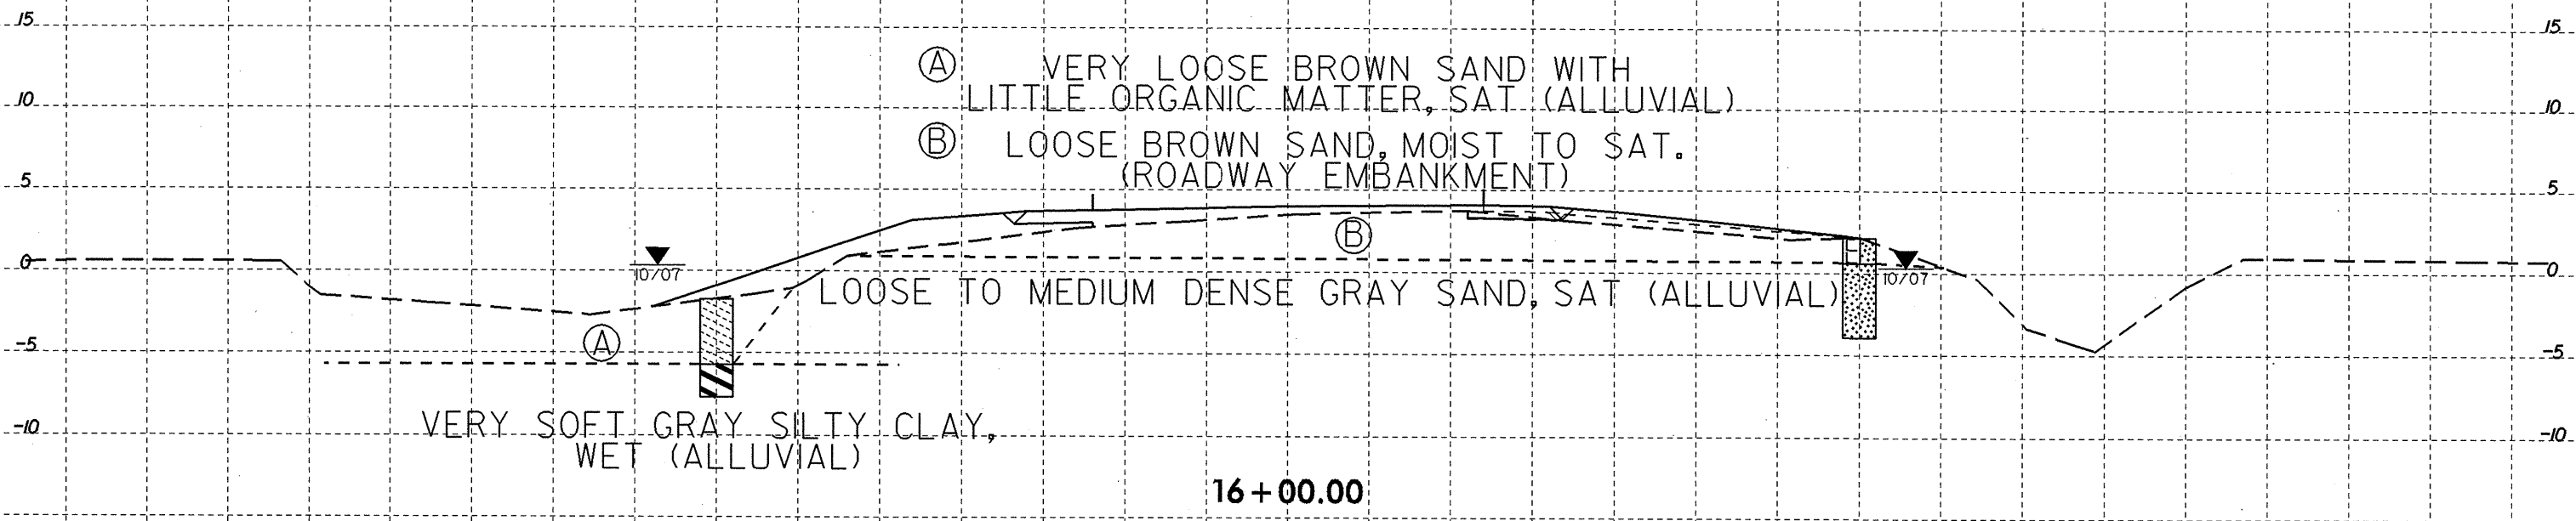 15 15
Ⓐ VERY LOOSE BROWN SAND WITH
LITTLE ORGANIC MATTER, SAT (ALLUVIAL)
10 10
Ⓑ LOOSE BROWN SAND, MOIST TO SAT.
(ROADWAY EMBANKMENT)
5 5
Ⓑ
0 0
10/07 10/07
LOOSE TO MEDIUM DENSE GRAY SAND, SAT (ALLUVIAL)
Ⓐ
-5 -5
VERY SOFT GRAY SILTY CLAY,
-10 -10
WET (ALLUVIAL)
16+00.00